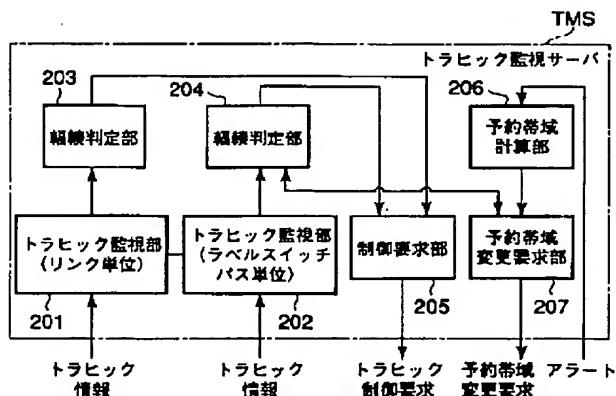 TMS
トラヒック監視サーバ
203
204
206
輻輳判定部
輻輳判定部
予約帯域
計算部
トラヒック監視部
(リンク単位)
トラヒック監視部
(ラベルスイッチ
パス単位)
制御要求部
予約帯域
変更要求部
201
202
205
207
トラヒック
情報
トラヒック
情報
トラヒック
制御要求
予約帯域
変更要求
アラート